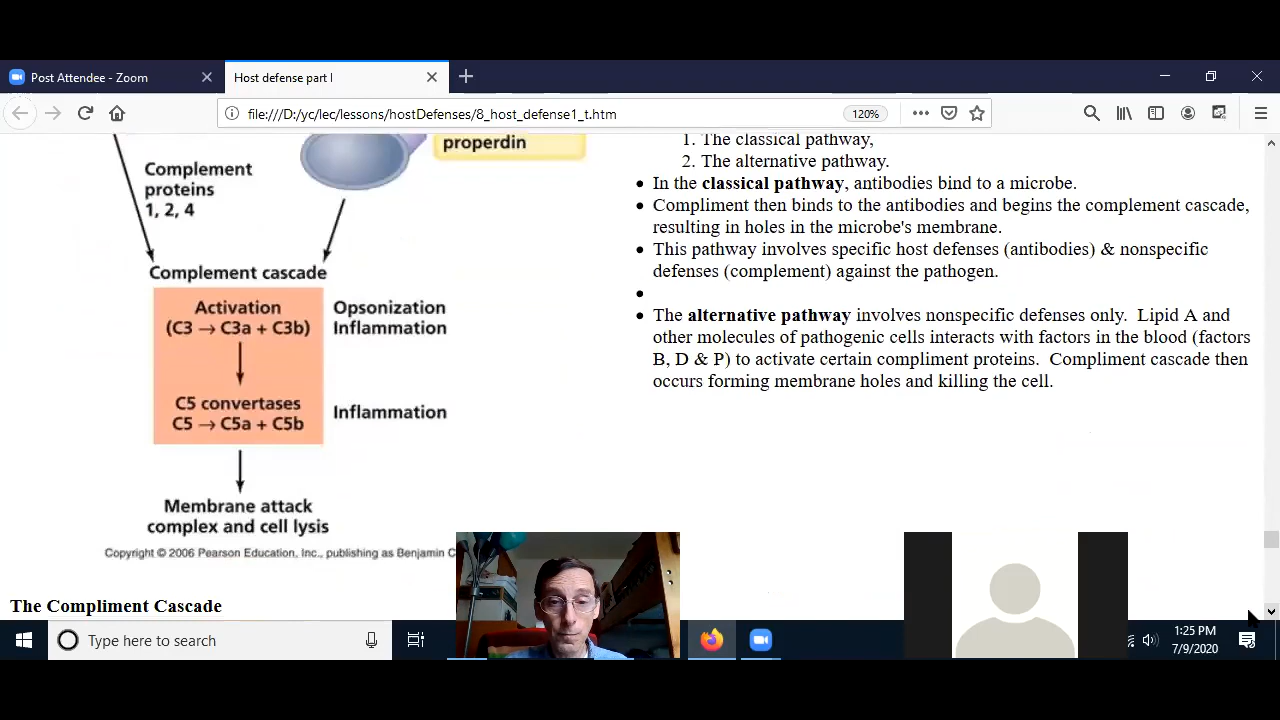 Post Attendee - Zoom
Host defense part I
file:///D:/yc/lec/lessons/hostDefenses/8_host_defense1_t.htm
120%
properdin
Complement
proteins
1, 2, 4
Complement cascade
Activation
(C3 → C3a + C3b)
Opsonization
Inflammation
C5 convertases
C5 → C5a + C5b
Inflammation
Membrane attack
complex and cell lysis
Copyright © 2006 Pearson Education, Inc., publishing as Benjamin C
The Compliment Cascade
1. The classical pathway,
2. The alternative pathway.
• In the classical pathway, antibodies bind to a microbe.
• Compliment then binds to the antibodies and begins the complement cascade,
resulting in holes in the microbe's membrane.
• This pathway involves specific host defenses (antibodies) & nonspecific
defenses (complement) against the pathogen.
•
• The alternative pathway involves nonspecific defenses only. Lipid A and
other molecules of pathogenic cells interacts with factors in the blood (factors
B, D & P) to activate certain compliment proteins. Compliment cascade then
occurs forming membrane holes and killing the cell.
Type here to search
1:25 PM
7/9/2020